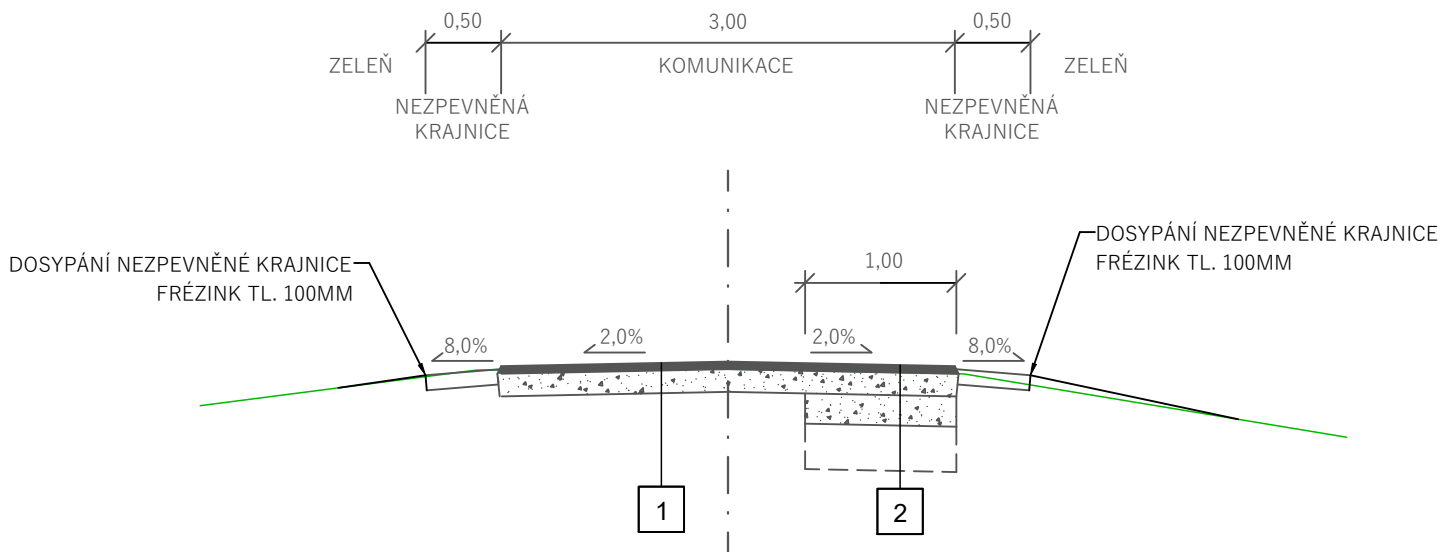 0,50
3,00
0,50
ZELEŇ
KOMUNIKACE
ZELEŇ
NEZPEVNĚNÁ
KRAJNICE
NEZPEVNĚNÁ
KRAJNICE
DOSYPÁNÍ NEZPEVNĚNÉ KRAJNICE
FRÉZINK TL. 100MM
DOSYPÁNÍ NEZPEVNĚNÉ KRAJNICE
FRÉZINK TL. 100MM
1,00
8,0%
2,0%
2,0%
8,0%
1
2